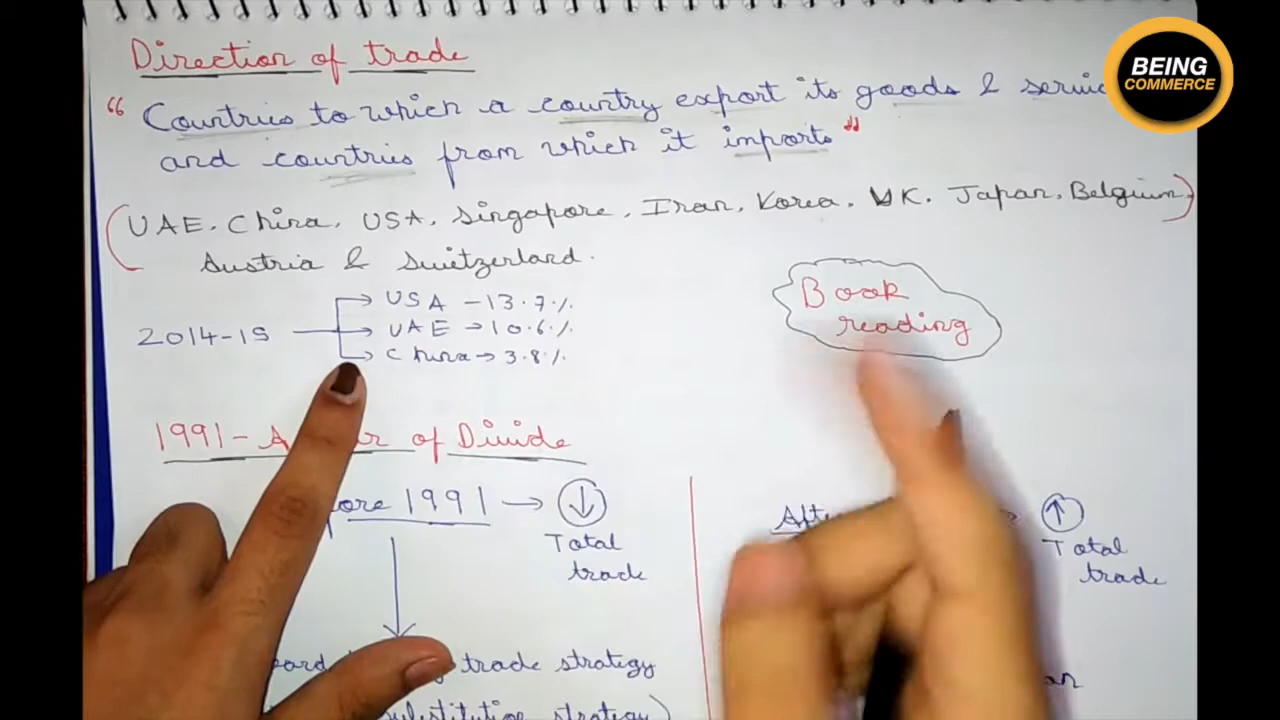 Direction of trade
BEING
COMMERCE
" Countries to which a country export its goods &
and countries from which it imports "
(UAE, China, USA, Singapore, Iran, Korea, UK, Japan, Belgium)
Austria & Switzerland.
2014-15
USA - 13.7%
UAE → 10.6%
China → 3.8%
Book
reading
1991- A of Divide
1991 → ↓
Total
trade
↑
Total
trade
trade strategy
strategy)